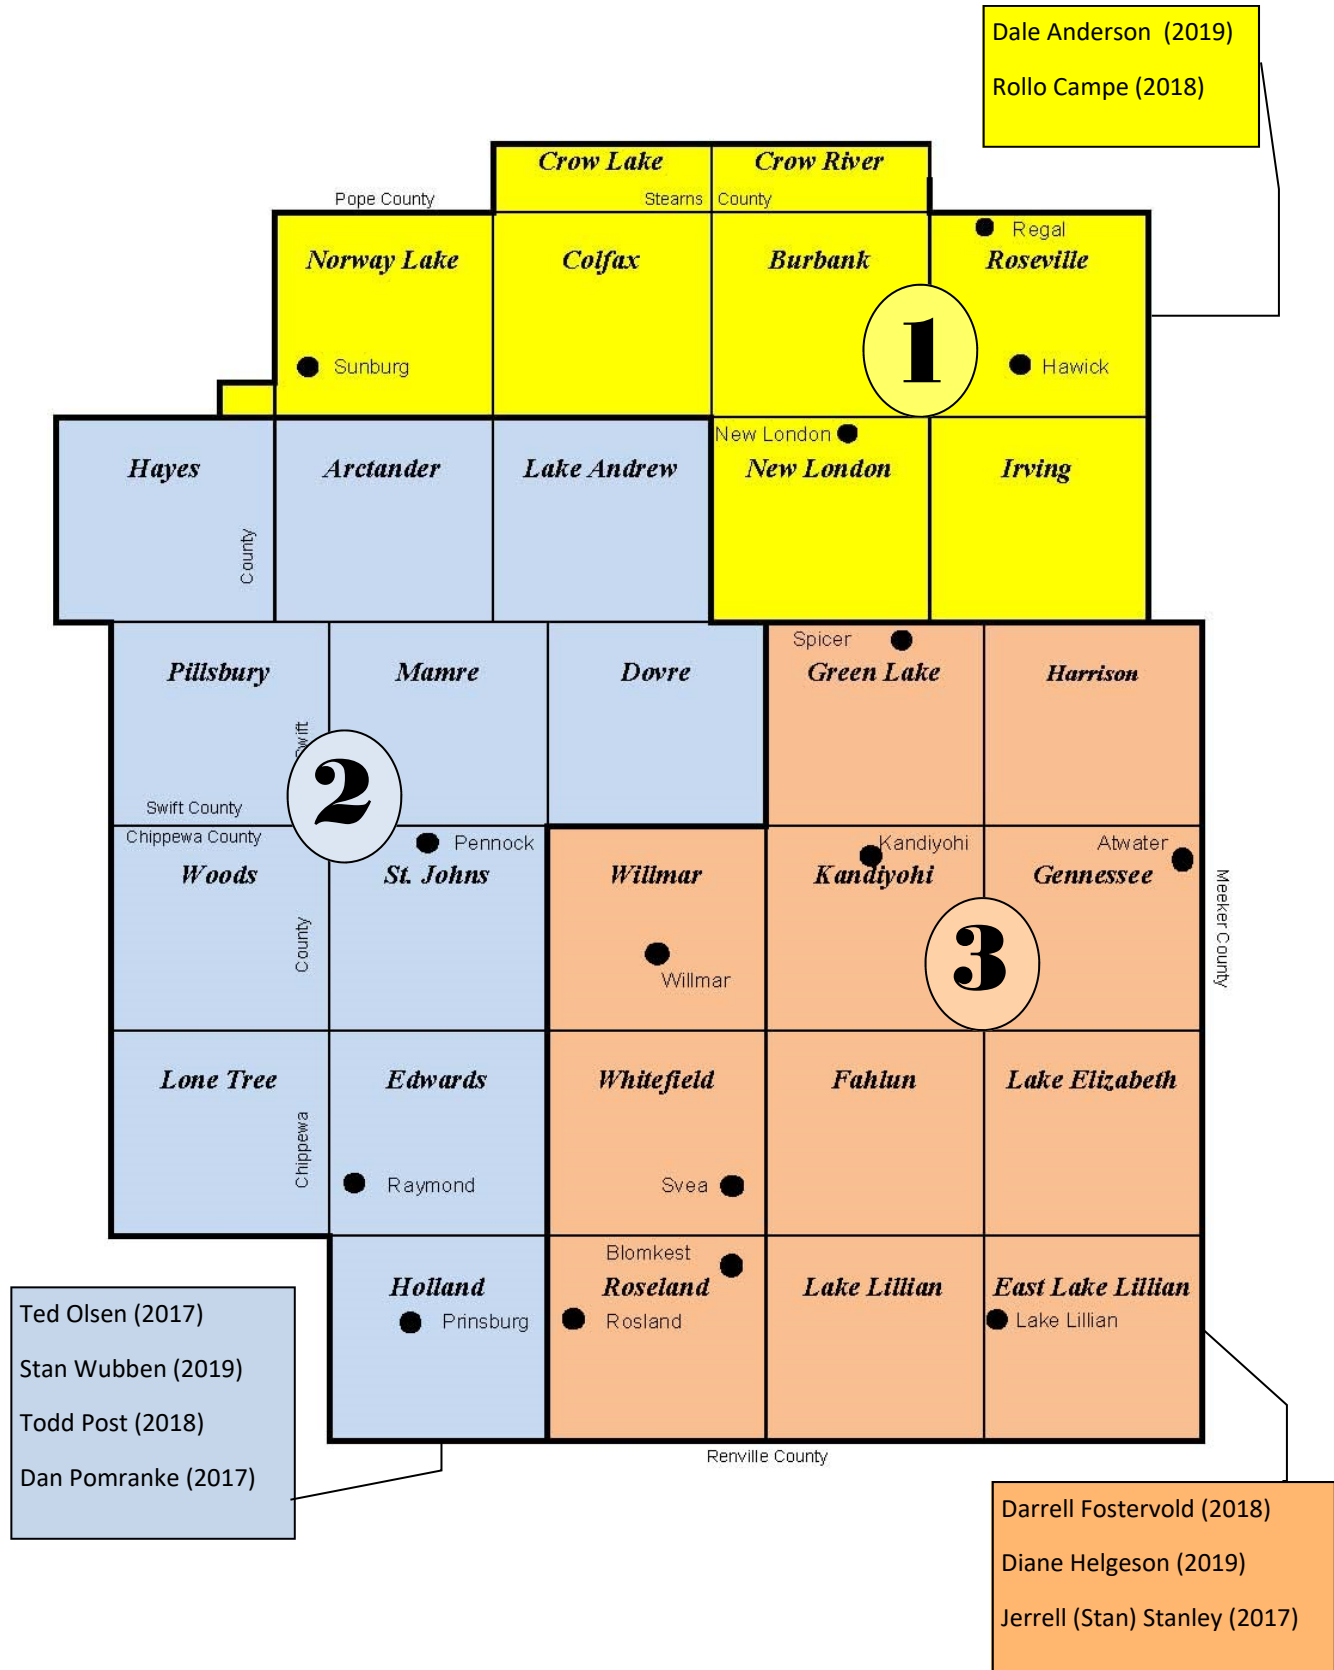 Dale Anderson (2019)
Rollo Campe (2018)
Crow Lake
Crow River
Pope County
Stearns
County
Regal
Norway Lake
Colfax
Burbank
Roseville
1
Sunburg
Hawick
New London
Hayes
Arctander
Lake Andrew
New London
Irving
County
Spicer
Pillsbury
Mamre
Dovre
Green Lake
Harrison
Swift
2
Swift County
Chippewa County
Pennock
Kandiyohi
Atwater
Woods
St. Johns
Willmar
Kandiyohi
Gennessee
County
Meeker County
3
Willmar
Lone Tree
Edwards
Whitefield
Fahlun
Lake Elizabeth
Chippewa
Raymond
Svea
Blomkest
Holland
Roseland
Lake Lillian
East Lake Lillian
Prinsburg
Rosland
Lake Lillian
Ted Olsen (2017)
Stan Wubben (2019)
Todd Post (2018)
Dan Pomranke (2017)
Renville County
Darrell Fostervold (2018)
Diane Helgeson (2019)
Jerrell (Stan) Stanley (2017)